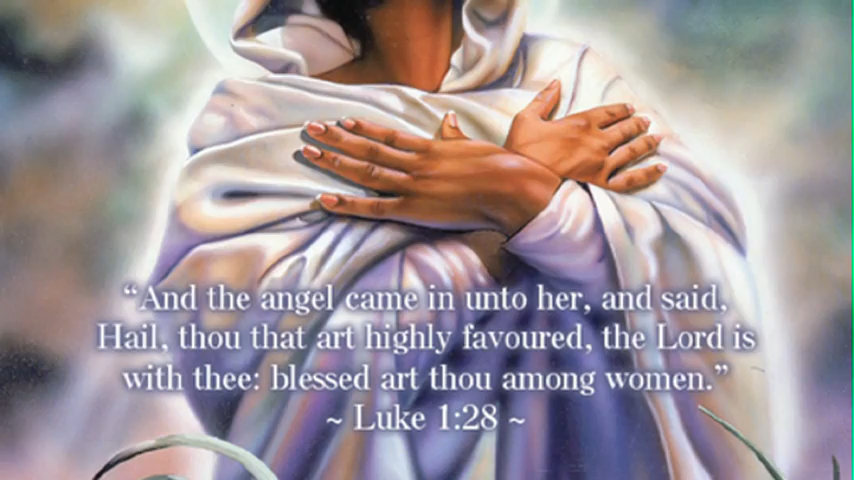 “And the angel came in unto her, and said,
Hail, thou that art highly favoured, the Lord is
with thee: blessed art thou among women.”
~ Luke 1:28 ~